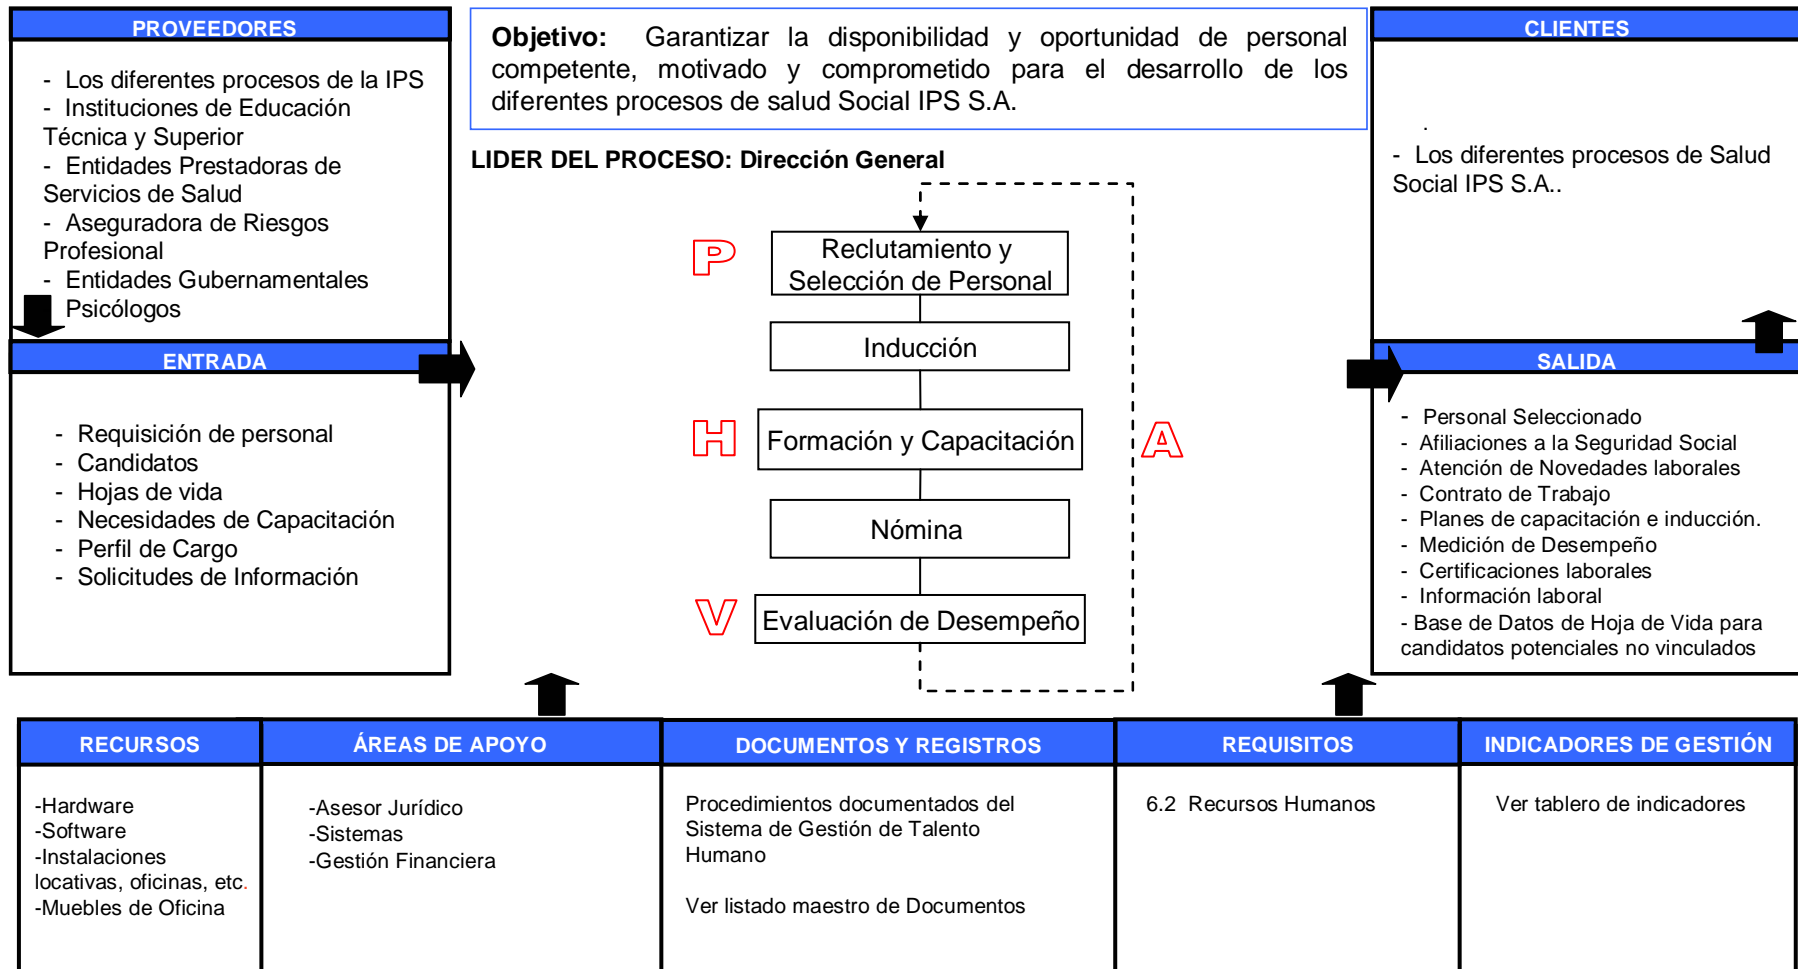 PROVEEDORES
- Los diferentes procesos de la IPS
- Instituciones de Educación
Técnica y Superior
- Entidades Prestadoras de
Servicios de Salud
- Aseguradora de Riesgos
Profesional
- Entidades Gubernamentales
Psicólogos
ENTRADA
- Requisición de personal
- Candidatos
- Hojas de vida
- Necesidades de Capacitación
- Perfil de Cargo
- Solicitudes de Información
Objetivo: Garantizar la disponibilidad y oportunidad de personal
competente, motivado y comprometido para el desarrollo de los
diferentes procesos de salud Social IPS S.A.
LIDER DEL PROCESO: Dirección General
P
Reclutamiento y
Selección de Personal
Inducción
H
Formación y Capacitación
A
Nómina
V
Evaluación de Desempeño
CLIENTES
.
- Los diferentes procesos de Salud
Social IPS S.A..
SALIDA
- Personal Seleccionado
- Afiliaciones a la Seguridad Social
- Atención de Novedades laborales
- Contrato de Trabajo
- Planes de capacitación e inducción.
- Medición de Desempeño
- Certificaciones laborales
- Información laboral
- Base de Datos de Hoja de Vida para
candidatos potenciales no vinculados
RECURSOS
-Hardware
-Software
-Instalaciones
locativas, oficinas, etc.
-Muebles de Oficina
ÁREAS DE APOYO
-Asesor Jurídico
-Sistemas
-Gestión Financiera
DOCUMENTOS Y REGISTROS
Procedimientos documentados del
Sistema de Gestión de Talento
Humano
Ver listado maestro de Documentos
REQUISITOS
6.2 Recursos Humanos
INDICADORES DE GESTIÓN
Ver tablero de indicadores